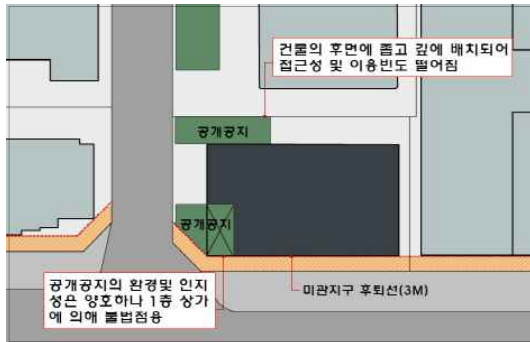 건물의 후면에 좁고 깊에 배치되어
접근성 및 이용빈도 떨어짐
공개공지
공개공지
공개공지의 환경및 인지
성은 양호하나 1층 상가
에 의해 불법점용
미관지구 후퇴선(3M)